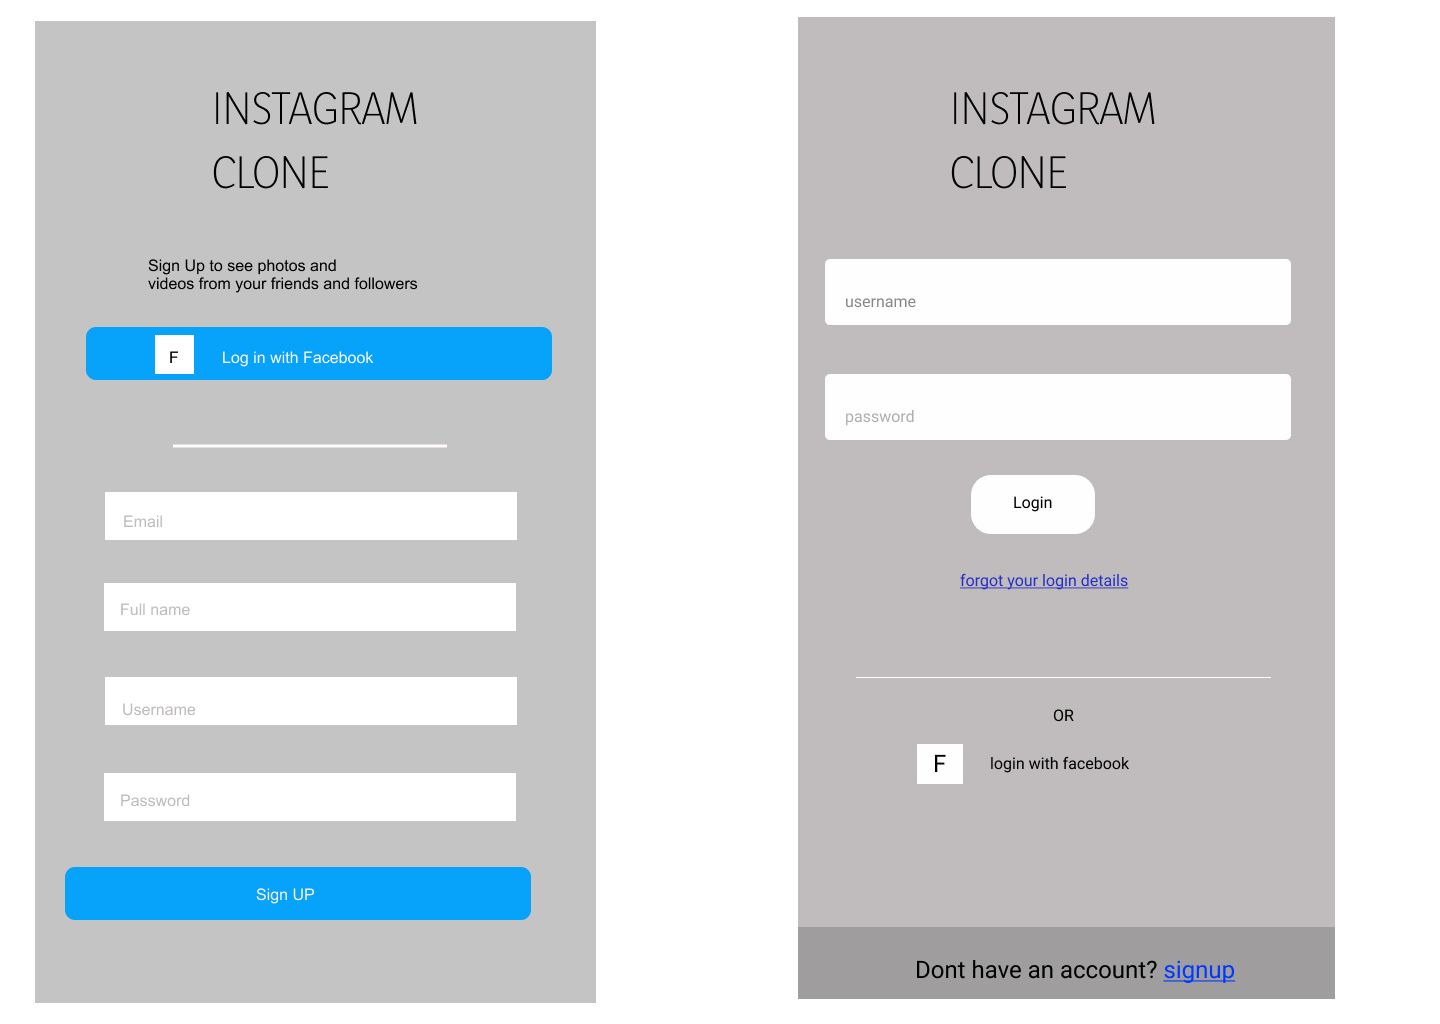 INSTAGRAM
CLONE
Sign Up to see photos and
videos from your friends and followers
F
Log in with Facebook
Email
Full name
Username
Password
Sign UP
INSTAGRAM
CLONE
username
password
Login
forgot your login details
OR
F
login with facebook
Dont have an account? signup